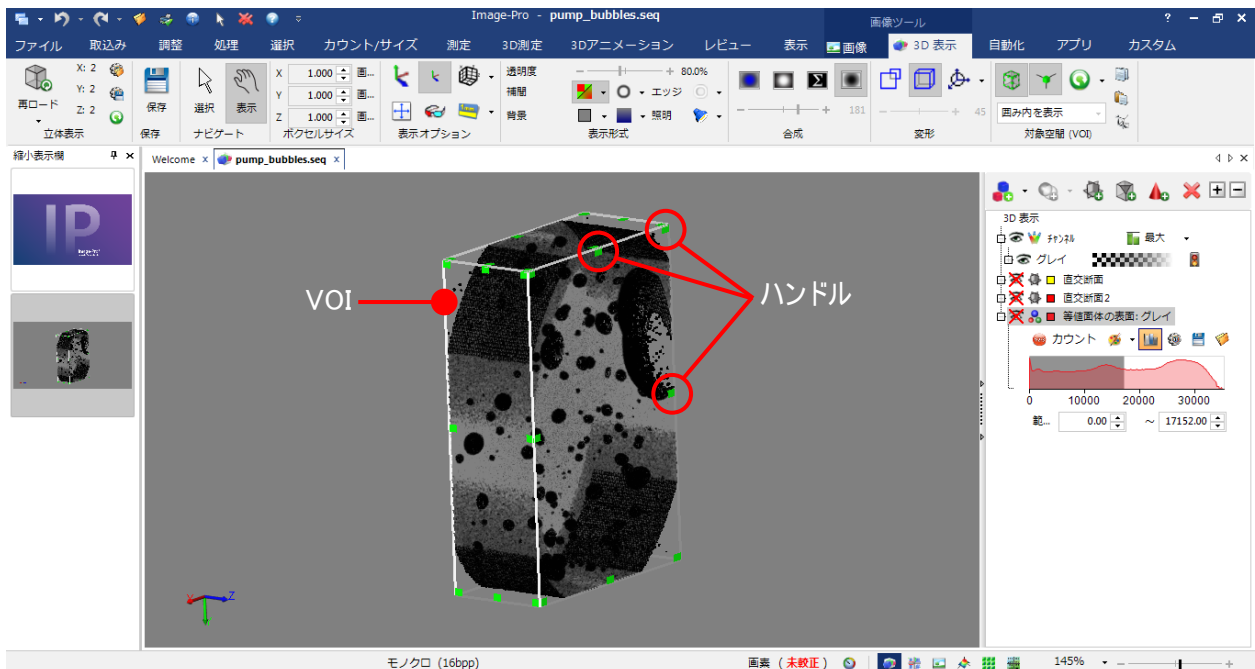 Image-Pro - pump_bubbles.seq
画像ツール
ファイル 取込み 調整 処理 選択 カウント/サイズ 測定 3D測定 3Dアニメーション レビュー 表示 画像 3D 表示 自動化 アプリ カスタム
X: 2
Y: 2
Z: 2
再ロード
立体表示
保存
保存
選択 表示
ナビゲート
X 1.000 画...
Y 1.000 画...
Z 1.000 画...
ボクセルサイズ
表示オプション
透明度 80.0%
補間 エッジ
背景 照明
表示形式
181
合成
45
変形
囲み内を表示
対象空間 (VOI)
縮小表示欄
Welcome x pump_bubbles.seq x
IP
VOI
ハンドル
Z
3D 表示
チャンネル 最大
グレイ
直交断面
直交断面2
等値面体の表面: グレイ
カウント
0 10000 20000 30000
範... 0.00 ~ 17152.00
モノクロ (16bpp)
画素 (未較正)
145%